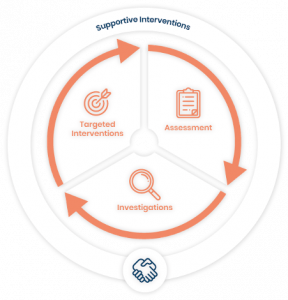 Supportive Interventions
Targeted
Interventions
Assessment
Investigations